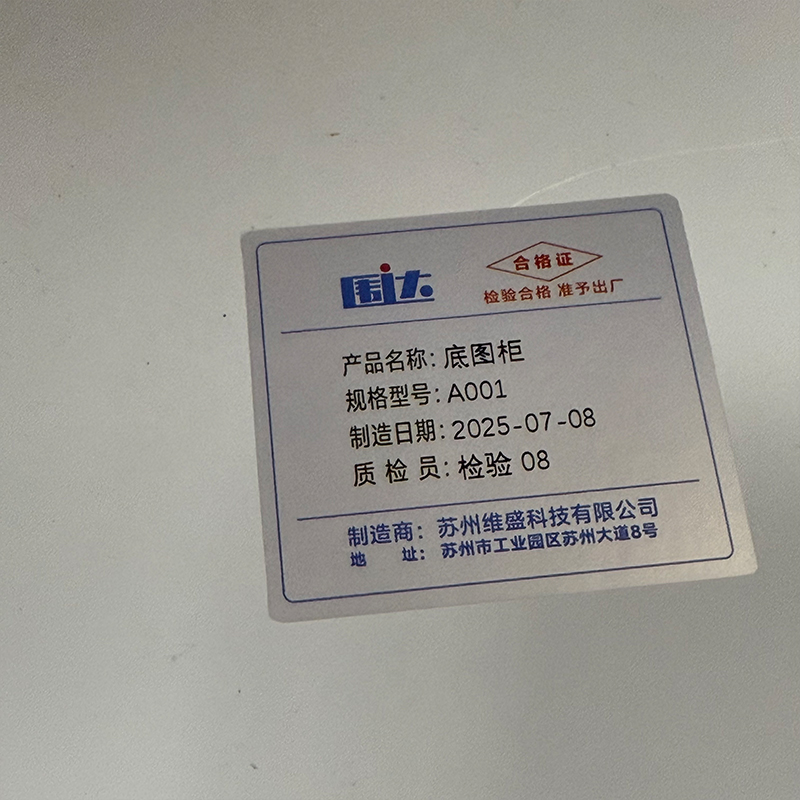 围达
合格证
检验合格 准予出厂
产品名称：底图柜
规格型号：A001
制造日期：2025-07-08
质 检 员：检验 08
制造商：苏州维盛科技有限公司
地 址：苏州市工业园区苏州大道8号